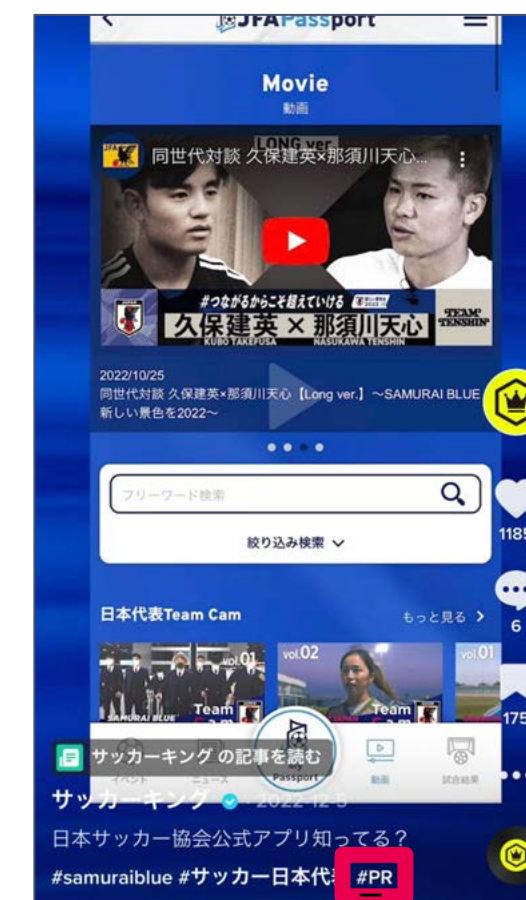 JFAPassport
Movie
動画
LONG ver.
同世代対談 久保建英×那須川天心...
#つながるからこそ超えていける
久保建英 × 那須川天心
KUBO TAKEFUSA
NASUKAWA TENSHIN
TEAM
TENSHIN
2022/10/25
同世代対談 久保建英×那須川天心【Long ver.】〜SAMURAI BLUE
新しい景色を2022〜
フリーワード検索
絞り込み検索
1185
日本代表Team Cam
もっと見る
6
vol.01
vol.02
vol.01
SAMURAI BLUE
Team
Cam
Team
175
サッカーキング の記事を読む
イベント
ニュース
My
Passport
動画
試合結果
サッカーキング 2022-12-5
日本サッカー協会公式アプリ知ってる？
#samuraiblue #サッカー日本代表 #PR